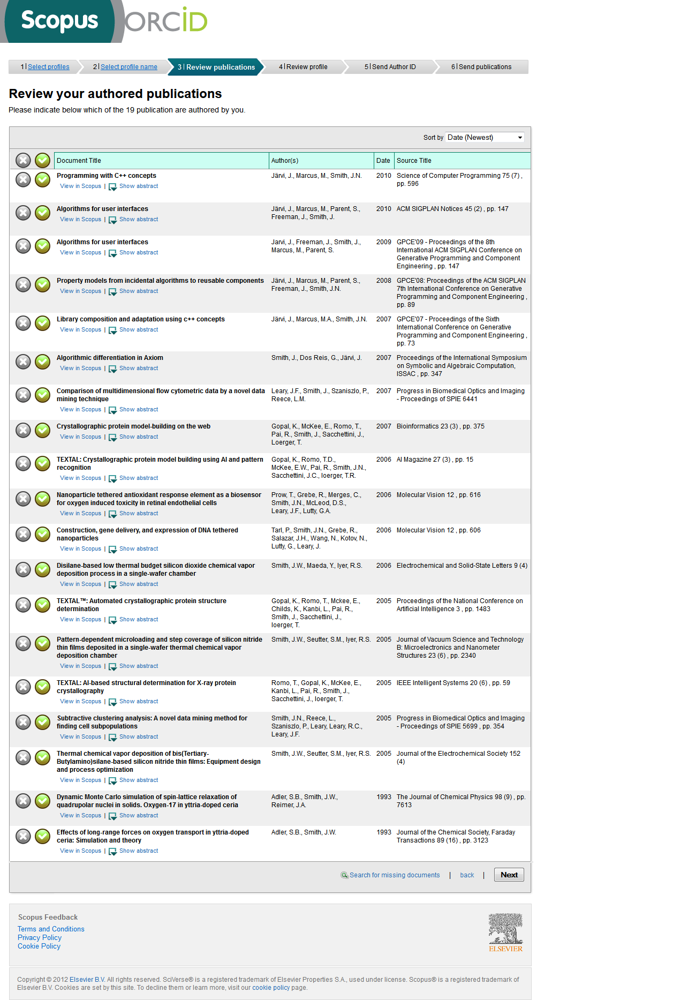 Scopus ORCiD
1 | Select profiles 2 | Select profile name 3 | Review publications 4 | Review profile 5 | Send Author ID 6 | Send publications
Review your authored publications
Please indicate below which of the 19 publication are authored by you.
Sort by Date (Newest)
Document Title Author(s) Date Source Title
Programming with C++ concepts Järvi, J., Marcus, M., Smith, J.N. 2010 Science of Computer Programming 75 (7) ,
pp. 596
View in Scopus | Show abstract
Algorithms for user interfaces Järvi, J., Marcus, M., Parent, S., 2010 ACM SIGPLAN Notices 45 (2) , pp. 147
Freeman, J., Smith, J.
View in Scopus | Show abstract
Algorithms for user interfaces Jarvi, J., Freeman, J., Smith, J., 2009 GPCE'09 - Proceedings of the 8th
Marcus, M., Parent, S. International ACM SIGPLAN Conference on
View in Scopus | Show abstract
Generative Programming and Component
Engineering , pp. 147
Property models from incidental algorithms to reusable components Järvi, J., Marcus, M., Parent, S., 2008 GPCE'08: Proceedings of the ACM SIGPLAN
Freeman, J., Smith, J.N. 7th International Conference on Generative
View in Scopus | Show abstract
Programming and Component Engineering ,
pp. 89
Library composition and adaptation using c++ concepts Järvi, J., Marcus, M.A., Smith, J.N. 2007 GPCE'07 - Proceedings of the Sixth
International Conference on Generative
View in Scopus | Show abstract
Programming and Component Engineering ,
pp. 73
Algorithmic differentiation in Axiom Smith, J., Dos Reis, G., Järvi, J. 2007 Proceedings of the International Symposium
on Symbolic and Algebraic Computation,
View in Scopus | Show abstract
ISSAC , pp. 347
Comparison of multidimensional flow cytometric data by a novel data Leary, J.F., Smith, J., Szaniszlo, P., 2007 Progress in Biomedical Optics and Imaging
mining technique Reece, L.M. - Proceedings of SPIE 6441
View in Scopus | Show abstract
Crystallographic protein model-building on the web Gopal, K., McKee, E., Romo, T., 2007 Bioinformatics 23 (3) , pp. 375
Pai, R., Smith, J., Sacchettini, J.,
View in Scopus | Show abstract
Loerger, T.
TEXTAL: Crystallographic protein model building using AI and pattern Gopal, K., Romo, T.D., 2006 AI Magazine 27 (3) , pp. 15
recognition McKee, E.W., Pai, R., Smith, J.N.,
Sacchettini, J.C., Ioerger, T.R.
View in Scopus | Show abstract
Nanoparticle tethered antioxidant response element as a biosensor Prow, T., Grebe, R., Merges, C., 2006 Molecular Vision 12 , pp. 616
for oxygen induced toxicity in retinal endothelial cells Smith, J.N., McLeod, D.S.,
Leary, J.F., Lutty, G.A.
View in Scopus | Show abstract
Construction, gene delivery, and expression of DNA tethered Tarl, P., Smith, J.N., Grebe, R., 2006 Molecular Vision 12 , pp. 606
nanoparticles Salazar, J.H., Wang, N., Kotov, N.,
Lutty, G., Leary, J.
View in Scopus | Show abstract
Disilane-based low thermal budget silicon dioxide chemical vapor Smith, J.W., Maeda, Y., Iyer, R.S. 2006 Electrochemical and Solid-State Letters 9 (4)
deposition process in a single-wafer chamber
View in Scopus | Show abstract
TEXTAL™: Automated crystallographic protein structure Gopal, K., Romo, T., Mckee, E., 2005 Proceedings of the National Conference on
determination Childs, K., Kanbi, L., Pai, R., Artificial Intelligence 3 , pp. 1483
Smith, J., Sacchettini, J.,
View in Scopus | Show abstract
Ioerger, T.
Pattern-dependent microloading and step coverage of silicon nitride Smith, J.W., Seutter, S.M., Iyer, R.S. 2005 Journal of Vacuum Science and Technology
thin films deposited in a single-wafer thermal chemical vapor B: Microelectronics and Nanometer
deposition chamber Structures 23 (6) , pp. 2340
View in Scopus | Show abstract
TEXTAL: AI-based structural determination for X-ray protein Romo, T., Gopal, K., McKee, E., 2005 IEEE Intelligent Systems 20 (6) , pp. 59
crystallography Kanbi, L., Pai, R., Smith, J.,
Sacchettini, J., Ioerger, T.
View in Scopus | Show abstract
Subtractive clustering analysis: A novel data mining method for Smith, J.N., Reece, L., 2005 Progress in Biomedical Optics and Imaging
finding cell subpopulations Szaniszlo, P., Leary, Leary, R.C., - Proceedings of SPIE 5699 , pp. 354
Leary, J.F.
View in Scopus | Show abstract
Thermal chemical vapor deposition of bis(Tertiary- Smith, J.W., Seutter, S.M., Iyer, R.S. 2005 Journal of the Electrochemical Society 152
Butylamino)silane-based silicon nitride thin films: Equipment design (4)
and process optimization
View in Scopus | Show abstract
Dynamic Monte Carlo simulation of spin-lattice relaxation of Adler, S.B., Smith, J.W., 1993 The Journal of Chemical Physics 98 (9) , pp.
quadrupolar nuclei in solids. Oxygen-17 in yttria-doped ceria Reimer, J.A. 7613
View in Scopus | Show abstract
Effects of long-range forces on oxygen transport in yttria-doped Adler, S.B., Smith, J.W. 1993 Journal of the Chemical Society, Faraday
ceria: Simulation and theory Transactions 89 (16) , pp. 3123
View in Scopus | Show abstract
Search for missing documents | back | Next
Scopus Feedback
Terms and Conditions
Privacy Policy
Cookie Policy
ELSEVIER
Copyright © 2012 Elsevier B.V. All rights reserved. SciVerse® is a registered trademark of Elsevier Properties S.A., used under license. Scopus® is a registered trademark of
Elsevier B.V. Cookies are set by this site. To decline them or learn more, visit our cookie policy page.